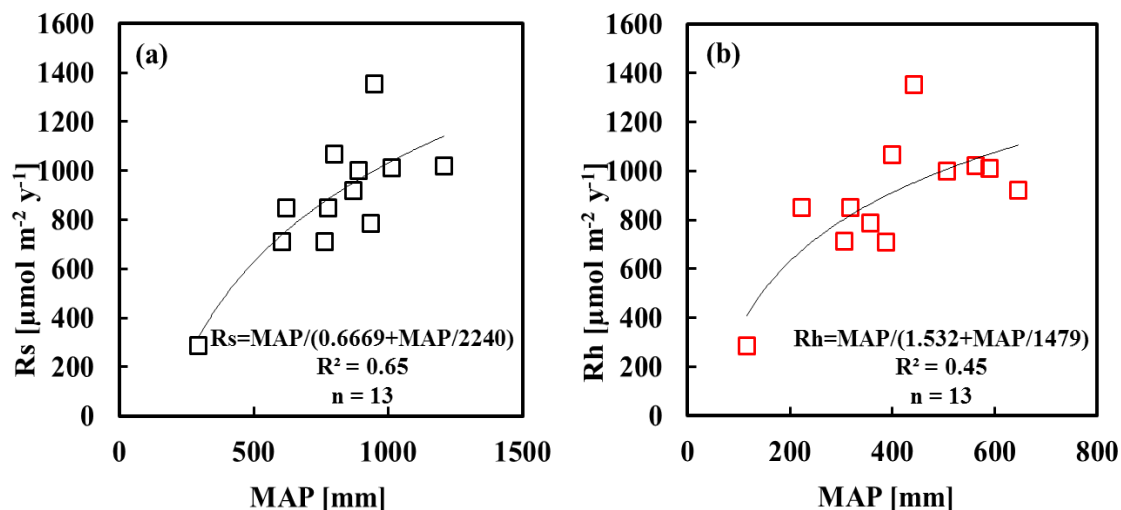 (a)
1600
1400
1200
1000
800
600
400
200
0
Rs [µmol m⁻² y⁻¹]
Rs=MAP/(0.6669+MAP/2240)
R² = 0.65
n = 13
0 500 1000 1500
MAP [mm]
(b)
1600
1400
1200
1000
800
600
400
200
0
Rh [µmol m⁻² y⁻¹]
Rh=MAP/(1.532+MAP/1479)
R² = 0.45
n = 13
0 200 400 600 800
MAP [mm]